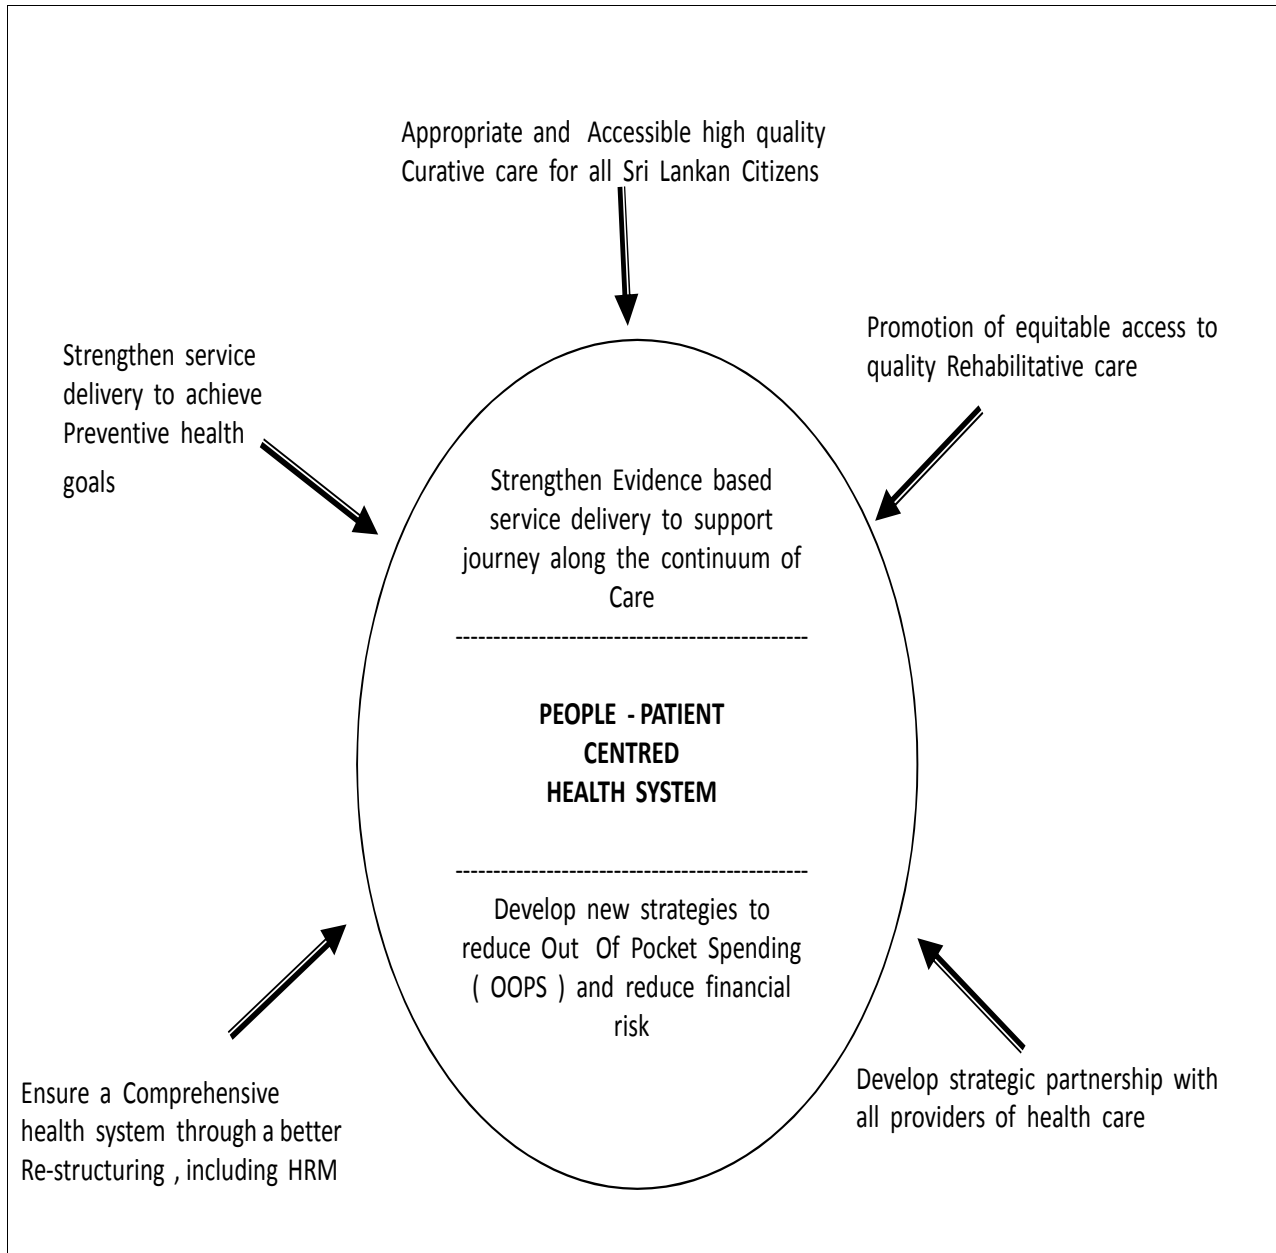 Appropriate and Accessible high quality
Curative care for all Sri Lankan Citizens
Strengthen service
delivery to achieve
Preventive health
goals
Promotion of equitable access to
quality Rehabilitative care
Strengthen Evidence based
service delivery to support
journey along the continuum of
Care
-----------------------------------------------
PEOPLE - PATIENT
CENTRED
HEALTH SYSTEM
-----------------------------------------------
Develop new strategies to
reduce Out Of Pocket Spending
( OOPS ) and reduce financial
risk
Ensure a Comprehensive
health system through a better
Re-structuring , including HRM
Develop strategic partnership with
all providers of health care